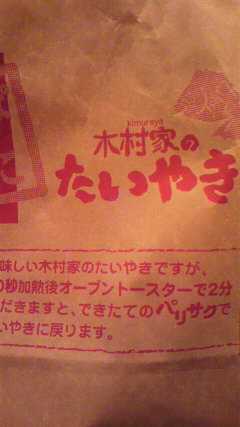 kimuraya
木村家の
たいやき
味しい木村家のたいやきですが、
0秒加熱後オーブントースターで2分
だきますと、できたてのパリサクで
いやきに戻ります。